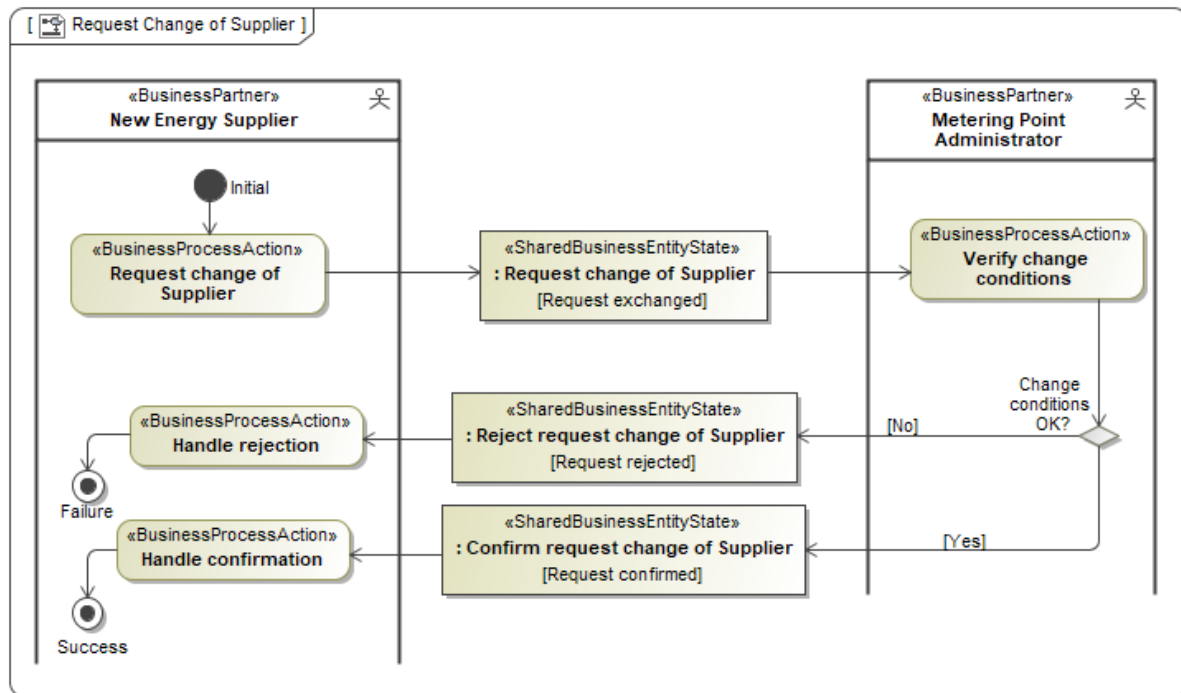 [ Request Change of Supplier ]
«BusinessPartner»
New Energy Supplier
«BusinessPartner»
Metering Point
Administrator
Initial
«BusinessProcessAction»
Request change of
Supplier
«SharedBusinessEntityState»
: Request change of Supplier
[Request exchanged]
«BusinessProcessAction»
Verify change
conditions
Change
conditions
OK?
[No]
«SharedBusinessEntityState»
: Reject request change of Supplier
[Request rejected]
«BusinessProcessAction»
Handle rejection
Failure
[Yes]
«SharedBusinessEntityState»
: Confirm request change of Supplier
[Request confirmed]
«BusinessProcessAction»
Handle confirmation
Success